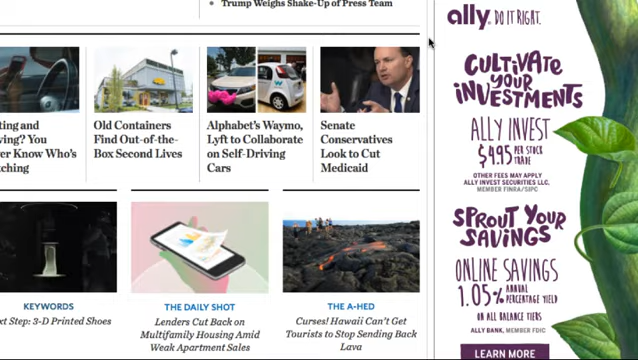 Trump Weighs Shake-Up of Press Team
ally DO IT RIGHT.
ting and
ving? You
er Know Who's
tching
Old Containers
Find Out-of-the-
Box Second Lives
Alphabet's Waymo,
Lyft to Collaborate
on Self-Driving
Cars
Senate
Conservatives
Look to Cut
Medicaid
CULTIVATE
YOUR
INVESTMENTS
ALLY INVEST
$4.95 PER STOCK
TRADE
OTHER FEES MAY APPLY
ALLY INVEST SECURITIES LLC.
MEMBER FINRA/SIPC
KEYWORDS
xt Step: 3-D Printed Shoes
THE DAILY SHOT
Lenders Cut Back on
Multifamily Housing Amid
Weak Apartment Sales
THE A-HED
Curses! Hawaii Can't Get
Tourists to Stop Sending Back
Lava
SPROUT YOUR
SAVINGS
ONLINE SAVINGS
1.05% ANNUAL
PERCENTAGE YIELD
ON ALL BALANCE TIERS
ALLY BANK, MEMBER FDIC
LEARN MORE